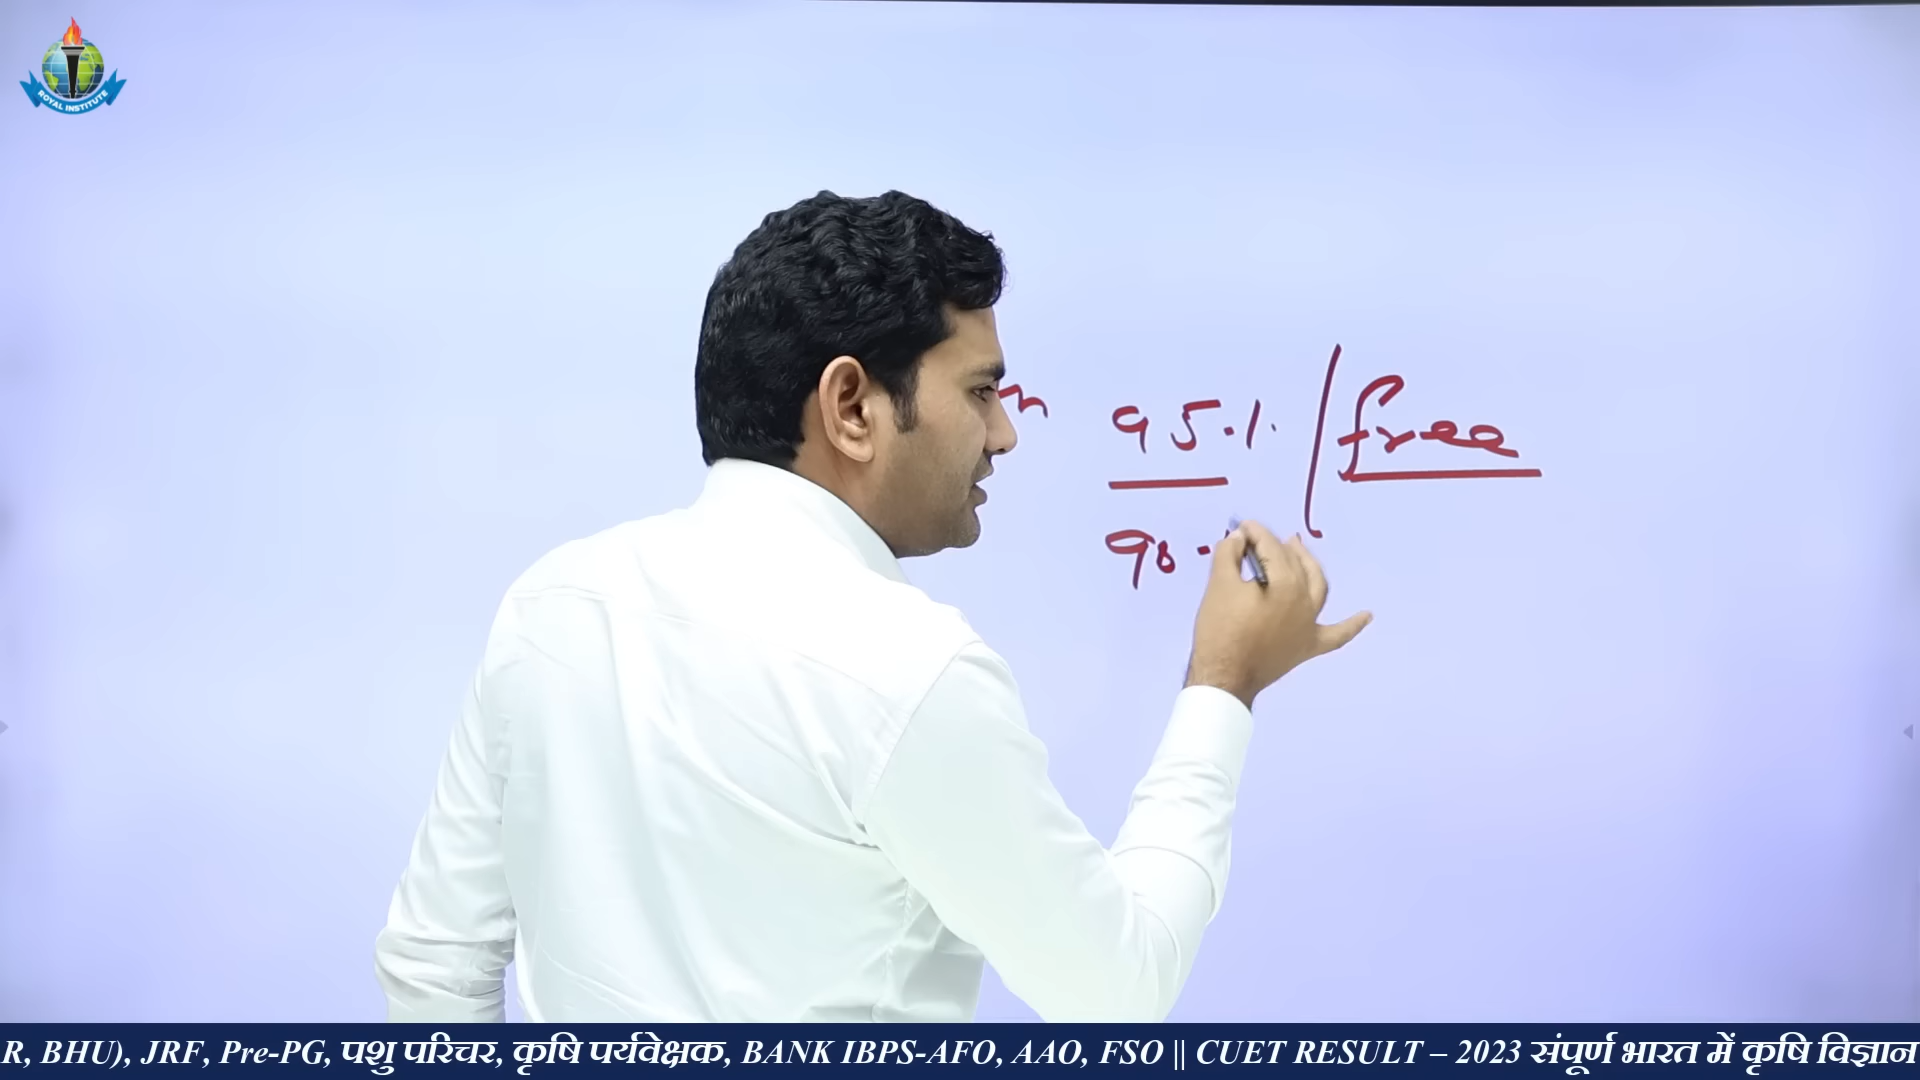 ROYAL INSTITUTE
95.1. / free
90.
R, BHU), JRF, Pre-PG, पशु परिचर, कृषि पर्यवेक्षक, BANK IBPS-AFO, AAO, FSO || CUET RESULT – 2023 संपूर्ण भारत में कृषि विज्ञान